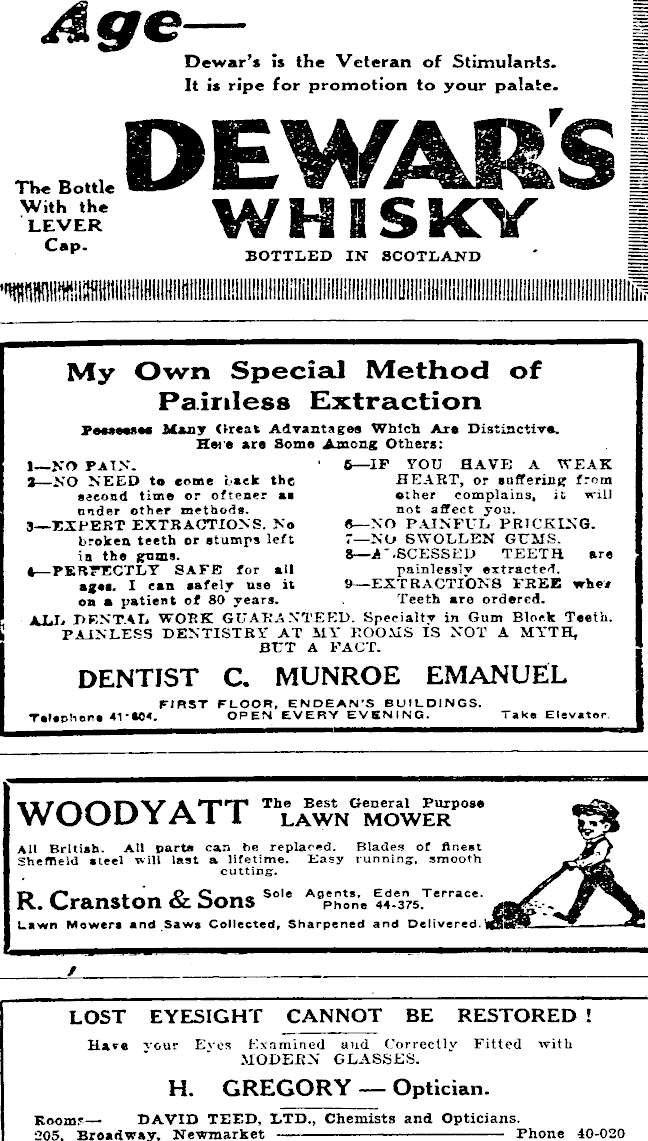 Age—
Dewar's is the Veteran of Stimulants.
It is ripe for promotion to your palate.
DEWAR'S
WHISKY
The Bottle
With the
LEVER
Cap.
BOTTLED IN SCOTLAND
My Own Special Method of
Painless Extraction
Possesses Many Great Advantages Which Are Distinctive.
Here are Some Among Others:
1—NO PAIN.
2—NO NEED to come back the
second time or oftener as
under other methods.
3—EXPERT EXTRACTIONS. No
broken teeth or stumps left
in the gums.
4—PERFECTLY SAFE for all
ages. I can safely use it
on a patient of 80 years.
5—IF YOU HAVE A WEAK
HEART, or suffering from
other complains, it will
not affect you.
6—NO PAINFUL PRICKING.
7—NO SWOLLEN GUMS.
8—ABSCESSED TEETH are
painlessly extracted.
9—EXTRACTIONS FREE when
Teeth are ordered.
ALL DENTAL WORK GUARANTEED. Specialty in Gum Block Teeth.
PAINLESS DENTISTRY AT MY ROOMS IS NOT A MYTH,
BUT A FACT.
DENTIST C. MUNROE EMANUEL
FIRST FLOOR, ENDEAN'S BUILDINGS.
Telephone 41-604. OPEN EVERY EVENING. Take Elevator.
WOODYATT The Best General Purpose
LAWN MOWER
All British. All parts can be replaced. Blades of finest
Sheffield steel will last a lifetime. Easy running, smooth
cutting.
R. Cranston & Sons Sole Agents, Eden Terrace.
Phone 44-375.
Lawn Mowers and Saws Collected, Sharpened and Delivered.
LOST EYESIGHT CANNOT BE RESTORED!
Have your Eyes Examined and Correctly Fitted with
MODERN GLASSES.
H. GREGORY — Optician.
Rooms— DAVID TEED, LTD., Chemists and Opticians.
205, Broadway, Newmarket — Phone 40-020